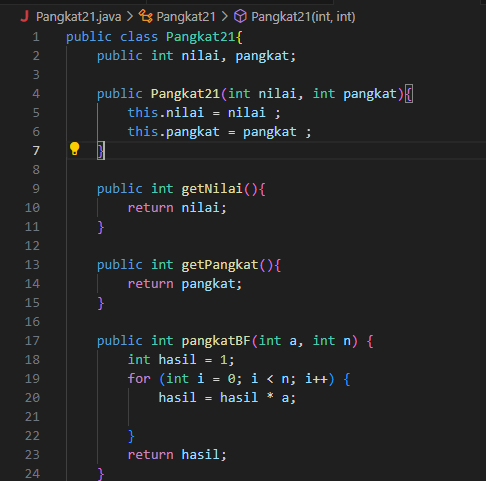 Pangkat21.java > Pangkat21 > Pangkat21(int, int)
1 public class Pangkat21{
2     public int nilai, pangkat;
3
4     public Pangkat21(int nilai, int pangkat){
5         this.nilai = nilai ;
6         this.pangkat = pangkat ;
7     }
8
9     public int getNilai(){
10         return nilai;
11     }
12
13     public int getPangkat(){
14         return pangkat;
15     }
16
17     public int pangkatBF(int a, int n) {
18         int hasil = 1;
19         for (int i = 0; i < n; i++) {
20             hasil = hasil * a;
21
22         }
23         return hasil;
24     }